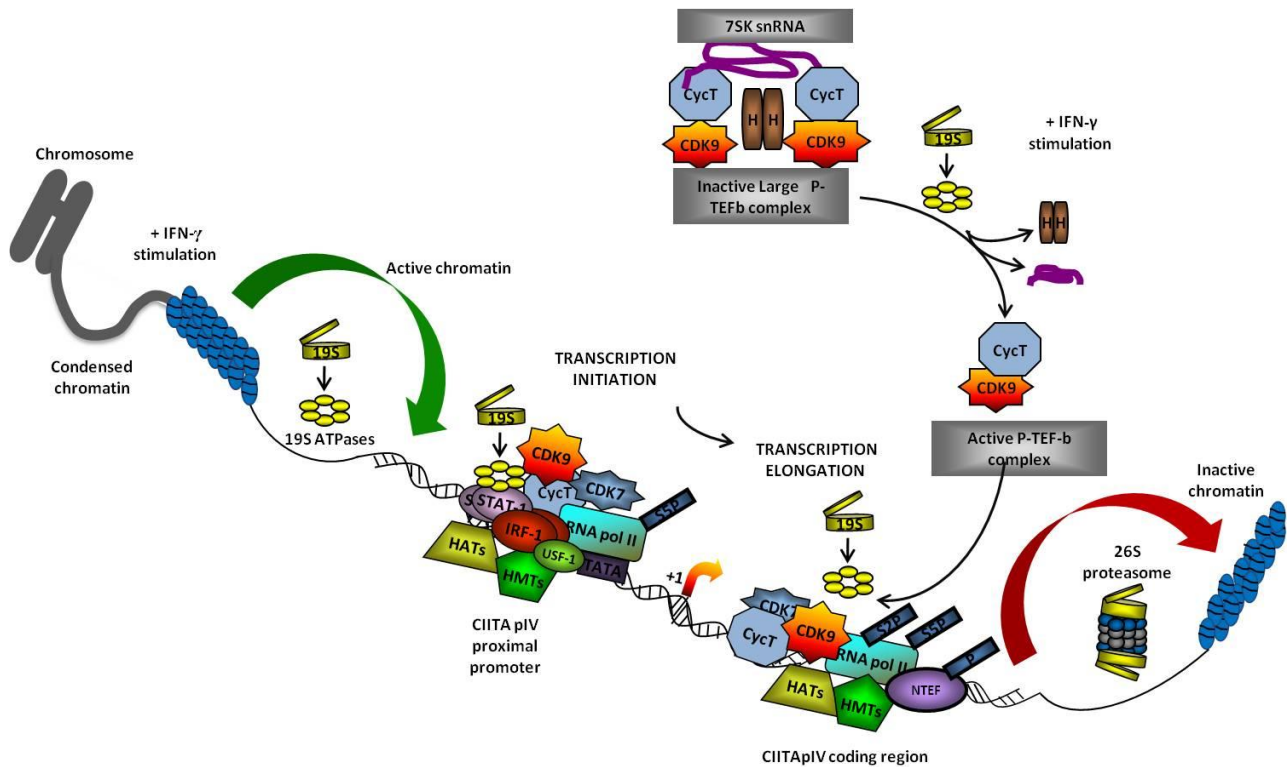 7SK snRNA
CycT
CycT
H H
CDK9
CDK9
Inactive Large P-
TEFb complex
19S
+ IFN-γ
stimulation
H H
Chromosome
+ IFN-γ
stimulation
Active chromatin
Condensed
chromatin
19S
19S ATPases
TRANSCRIPTION
INITIATION
CycT
CDK9
Active P-TEF-b
complex
19S
CDK9
CycT
CDK7
S
STAT-1
S5P
IRF-1
RNA pol II
HATs
USF-1
HMTs
TATA
+1
CIITA pIV
proximal
promoter
TRANSCRIPTION
ELONGATION
19S
CDK7
CycT
CDK9
S2P
S5P
RNA pol II
P
HATs
HMTs
NTEF
CIITApIV coding region
Inactive
chromatin
26S
proteasome